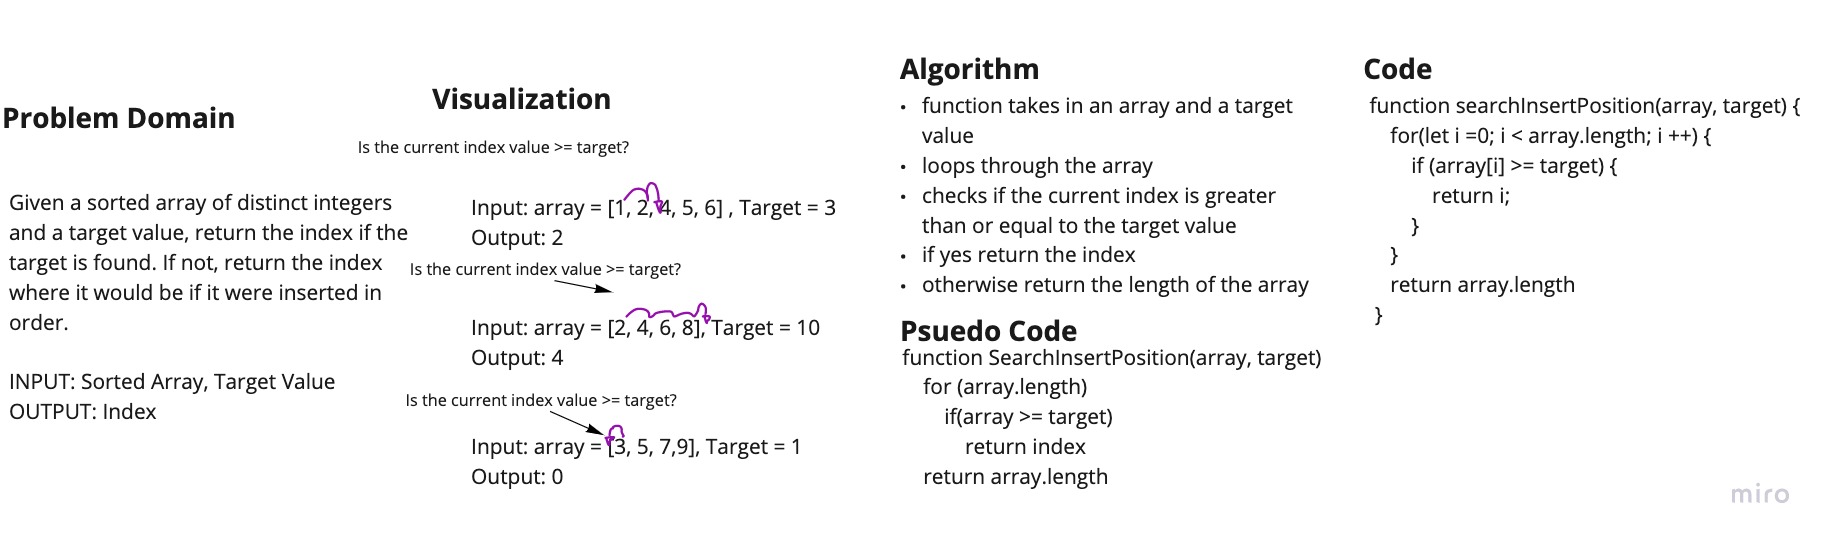 Problem Domain
Given a sorted array of distinct integers
and a target value, return the index if the
target is found. If not, return the index
where it would be if it were inserted in
order.
INPUT: Sorted Array, Target Value
OUTPUT: Index
Visualization
Is the current index value >= target?
Input: array = [1, 2, 4, 5, 6] , Target = 3
Output: 2
Is the current index value >= target?
Input: array = [2, 4, 6, 8], Target = 10
Output: 4
Is the current index value >= target?
Input: array = [3, 5, 7,9], Target = 1
Output: 0
Algorithm
• function takes in an array and a target
value
• loops through the array
• checks if the current index is greater
than or equal to the target value
• if yes return the index
• otherwise return the length of the array
Psuedo Code
function SearchInsertPosition(array, target)
for (array.length)
if(array >= target)
return index
return array.length
Code
function searchInsertPosition(array, target) {
for(let i =0; i < array.length; i ++) {
if (array[i] >= target) {
return i;
}
}
return array.length
}
miro